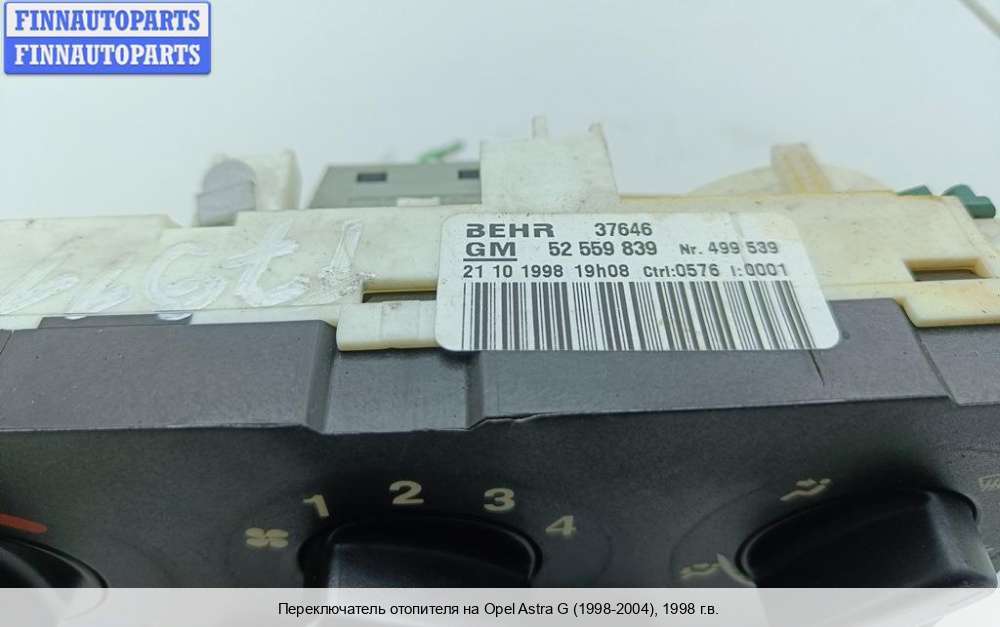 FINNAUTOPARTS
FINNAUTOPARTS
BEHR 37646
GM 52 559 839 Nr. 499 539
21 10 1998 19h08 Ctrl:0576 I:0001
1 2 3 4
Переключатель отопителя на Opel Astra G (1998-2004), 1998 г.в.